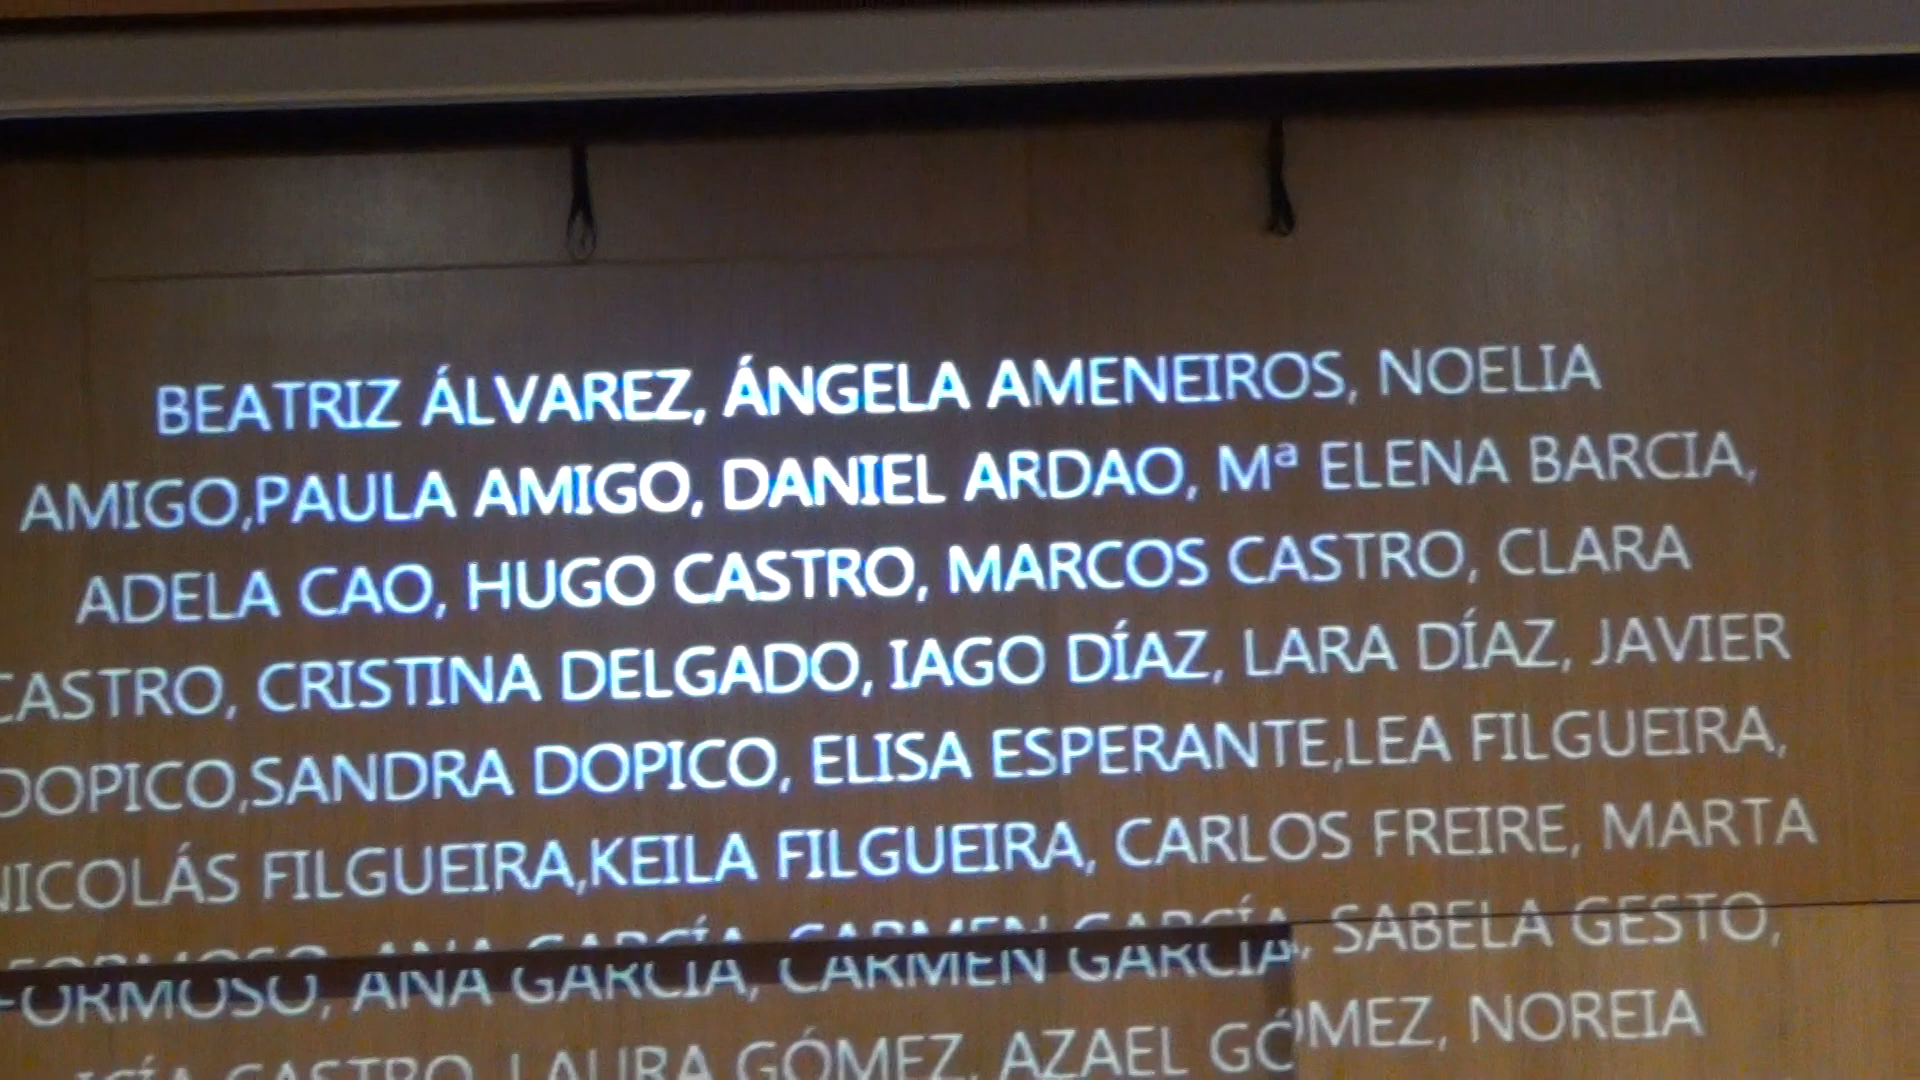 BEATRIZ ÁLVAREZ, ÁNGELA AMENEIROS, NOELIA
AMIGO,PAULA AMIGO, DANIEL ARDAO, Mª ELENA BARCIA,
ADELA CAO, HUGO CASTRO, MARCOS CASTRO, CLARA
CASTRO, CRISTINA DELGADO, IAGO DÍAZ, LARA DÍAZ, JAVIER
DOPICO,SANDRA DOPICO, ELISA ESPERANTE,LEA FILGUEIRA,
NICOLÁS FILGUEIRA,KEILA FILGUEIRA, CARLOS FREIRE, MARTA
FORMOSO, ANA GARCÍA, CARMEN GARCÍA, SABELA GESTO,
CASTRO, LAURA GÓMEZ, AZAEL GÓMEZ, NOREIA